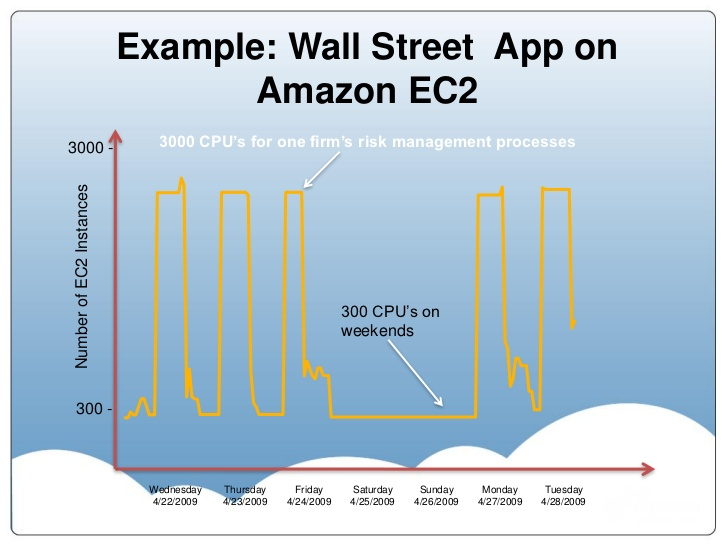 Example: Wall Street App on
Amazon EC2
3000 CPU's for one firm's risk management processes
3000 -
Number of EC2 Instances
300 CPU's on
weekends
300 -
Wednesday
4/22/2009
Thursday
4/23/2009
Friday
4/24/2009
Saturday
4/25/2009
Sunday
4/26/2009
Monday
4/27/2009
Tuesday
4/28/2009